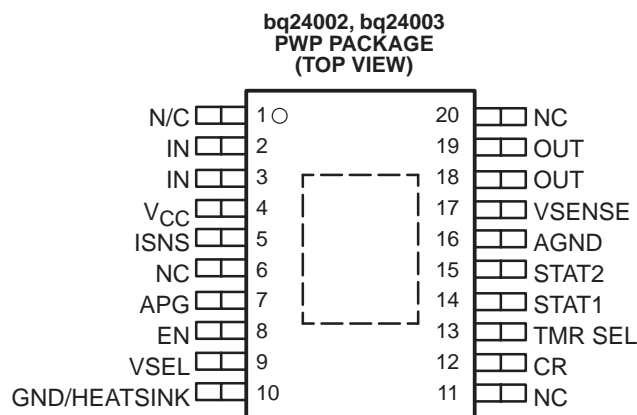 bq24002, bq24003
PWP PACKAGE
(TOP VIEW)
N/C 1 20 NC
IN 2 19 OUT
IN 3 18 OUT
VCC 4 17 VSENSE
ISNS 5 16 AGND
NC 6 15 STAT2
APG 7 14 STAT1
EN 8 13 TMR SEL
VSEL 9 12 CR
GND/HEATSINK 10 11 NC